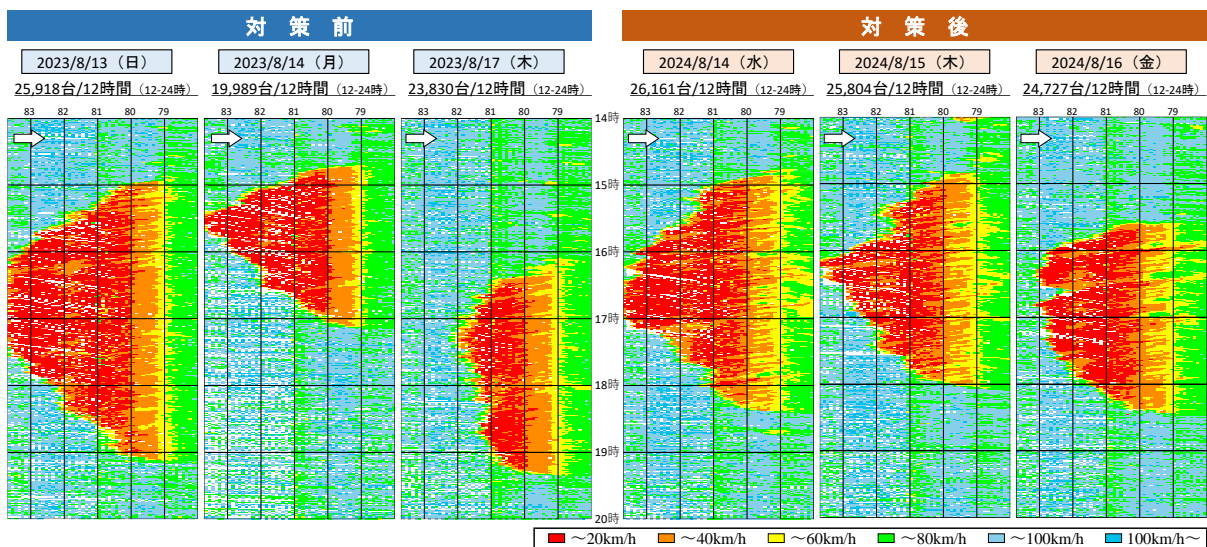 対策前
対策後
2023/8/13（日）
2023/8/14（月）
2023/8/17（木）
2024/8/14（水）
2024/8/15（木）
2024/8/16（金）
25,918台/12時間（12-24時）
19,989台/12時間（12-24時）
23,830台/12時間（12-24時）
26,161台/12時間（12-24時）
25,804台/12時間（12-24時）
24,727台/12時間（12-24時）
83 82 81 80 79
83 82 81 80 79
83 82 81 80 79
83 82 81 80 79
83 82 81 80 79
83 82 81 80 79
14時
15時
16時
17時
18時
19時
20時
～20km/h ～40km/h ～60km/h ～80km/h ～100km/h 100km/h～